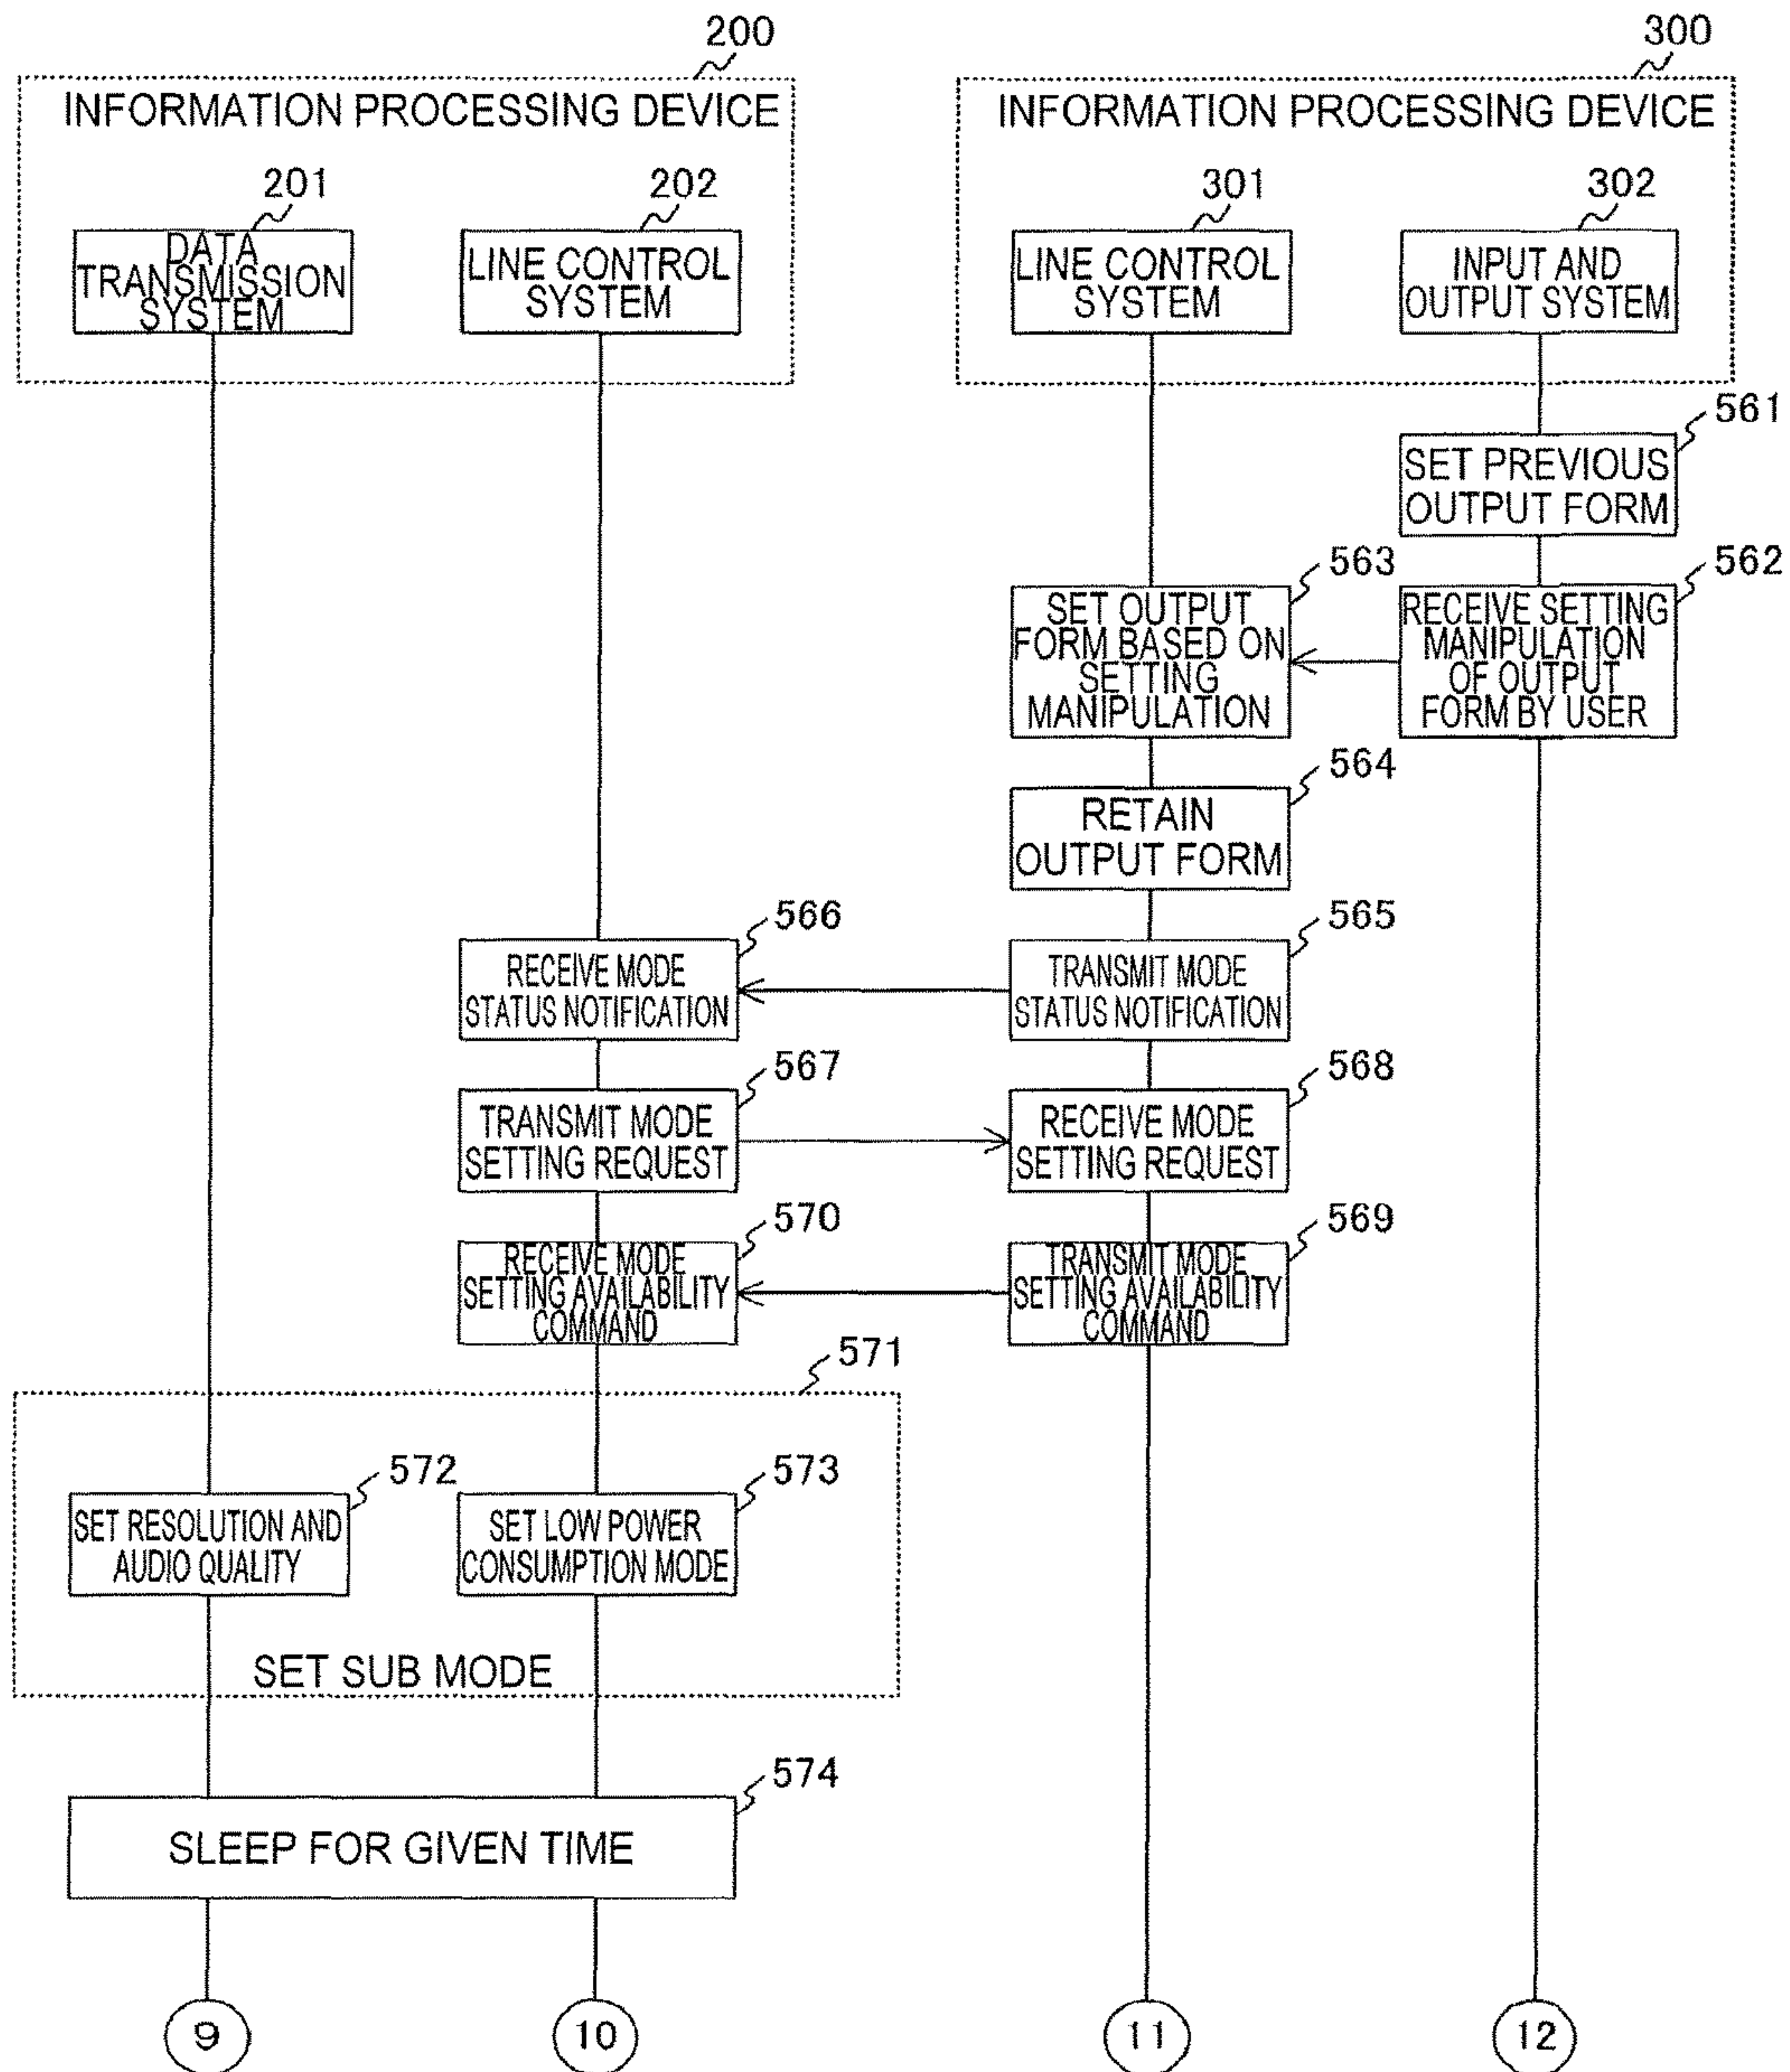 200
300
INFORMATION PROCESSING DEVICE
INFORMATION PROCESSING DEVICE
201
202
301
302
DATA
TRANSMISSION
SYSTEM
LINE CONTROL
SYSTEM
LINE CONTROL
SYSTEM
INPUT AND
OUTPUT SYSTEM
561
SET PREVIOUS
OUTPUT FORM
563
562
SET OUTPUT
FORM BASED ON
SETTING
MANIPULATION
RECEIVE SETTING
MANIPULATION
OF OUTPUT
FORM BY USER
564
RETAIN
OUTPUT FORM
566
565
RECEIVE MODE
STATUS NOTIFICATION
TRANSMIT MODE
STATUS NOTIFICATION
567
568
TRANSMIT MODE
SETTING REQUEST
RECEIVE MODE
SETTING REQUEST
570
569
RECEIVE MODE
SETTING AVAILABILITY
COMMAND
TRANSMIT MODE
SETTING AVAILABILITY
COMMAND
571
572
573
SET RESOLUTION AND
AUDIO QUALITY
SET LOW POWER
CONSUMPTION MODE
SET SUB MODE
574
SLEEP FOR GIVEN TIME
9
10
11
12